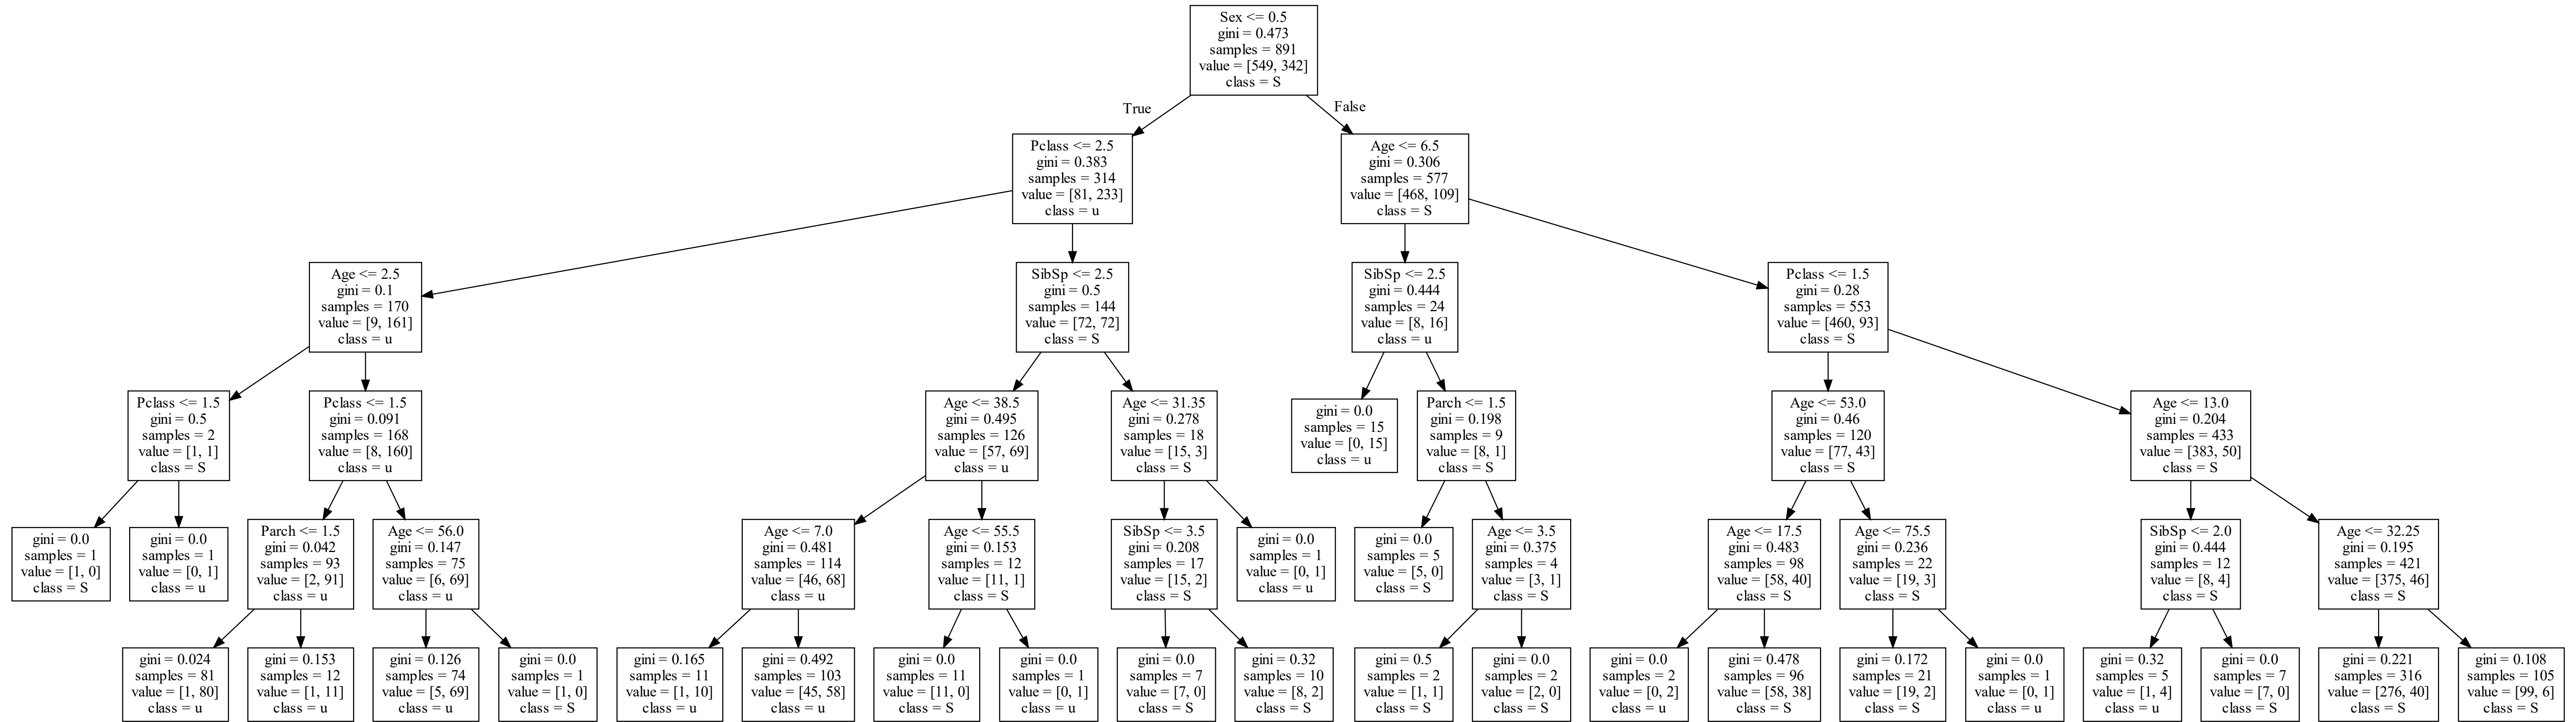 Sex <= 0.5
gini = 0.473
samples = 891
value = [549, 342]
class = S
True
False
Pclass <= 2.5
gini = 0.383
samples = 314
value = [81, 233]
class = u
Age <= 6.5
gini = 0.306
samples = 577
value = [468, 109]
class = S
Age <= 2.5
gini = 0.1
samples = 170
value = [9, 161]
class = u
SibSp <= 2.5
gini = 0.5
samples = 144
value = [72, 72]
class = S
SibSp <= 2.5
gini = 0.444
samples = 24
value = [8, 16]
class = u
Pclass <= 1.5
gini = 0.28
samples = 553
value = [460, 93]
class = S
Pclass <= 1.5
gini = 0.5
samples = 2
value = [1, 1]
class = S
Pclass <= 1.5
gini = 0.091
samples = 168
value = [8, 160]
class = u
Age <= 38.5
gini = 0.495
samples = 126
value = [57, 69]
class = u
Age <= 31.35
gini = 0.278
samples = 18
value = [15, 3]
class = S
gini = 0.0
samples = 15
value = [0, 15]
class = u
Parch <= 1.5
gini = 0.198
samples = 9
value = [8, 1]
class = S
Age <= 53.0
gini = 0.46
samples = 120
value = [77, 43]
class = S
Age <= 13.0
gini = 0.204
samples = 433
value = [383, 50]
class = S
gini = 0.0
samples = 1
value = [1, 0]
class = S
gini = 0.0
samples = 1
value = [0, 1]
class = u
Parch <= 1.5
gini = 0.042
samples = 93
value = [2, 91]
class = u
Age <= 56.0
gini = 0.147
samples = 75
value = [6, 69]
class = u
Age <= 7.0
gini = 0.481
samples = 114
value = [46, 68]
class = u
Age <= 55.5
gini = 0.153
samples = 12
value = [11, 1]
class = S
SibSp <= 3.5
gini = 0.208
samples = 17
value = [15, 2]
class = S
gini = 0.0
samples = 1
value = [0, 1]
class = u
gini = 0.0
samples = 5
value = [5, 0]
class = S
Age <= 3.5
gini = 0.375
samples = 4
value = [3, 1]
class = S
Age <= 17.5
gini = 0.483
samples = 98
value = [58, 40]
class = S
Age <= 75.5
gini = 0.236
samples = 22
value = [19, 3]
class = S
SibSp <= 2.0
gini = 0.444
samples = 12
value = [8, 4]
class = S
Age <= 32.25
gini = 0.195
samples = 421
value = [375, 46]
class = S
gini = 0.024
samples = 81
value = [1, 80]
class = u
gini = 0.153
samples = 12
value = [1, 11]
class = u
gini = 0.126
samples = 74
value = [5, 69]
class = u
gini = 0.0
samples = 1
value = [1, 0]
class = S
gini = 0.165
samples = 11
value = [1, 10]
class = u
gini = 0.492
samples = 103
value = [45, 58]
class = u
gini = 0.0
samples = 11
value = [11, 0]
class = S
gini = 0.0
samples = 1
value = [0, 1]
class = u
gini = 0.0
samples = 7
value = [7, 0]
class = S
gini = 0.32
samples = 10
value = [8, 2]
class = S
gini = 0.5
samples = 2
value = [1, 1]
class = S
gini = 0.0
samples = 2
value = [2, 0]
class = S
gini = 0.0
samples = 2
value = [0, 2]
class = u
gini = 0.478
samples = 96
value = [58, 38]
class = S
gini = 0.172
samples = 21
value = [19, 2]
class = S
gini = 0.0
samples = 1
value = [0, 1]
class = u
gini = 0.32
samples = 5
value = [1, 4]
class = u
gini = 0.0
samples = 7
value = [7, 0]
class = S
gini = 0.221
samples = 316
value = [276, 40]
class = S
gini = 0.108
samples = 105
value = [99, 6]
class = S